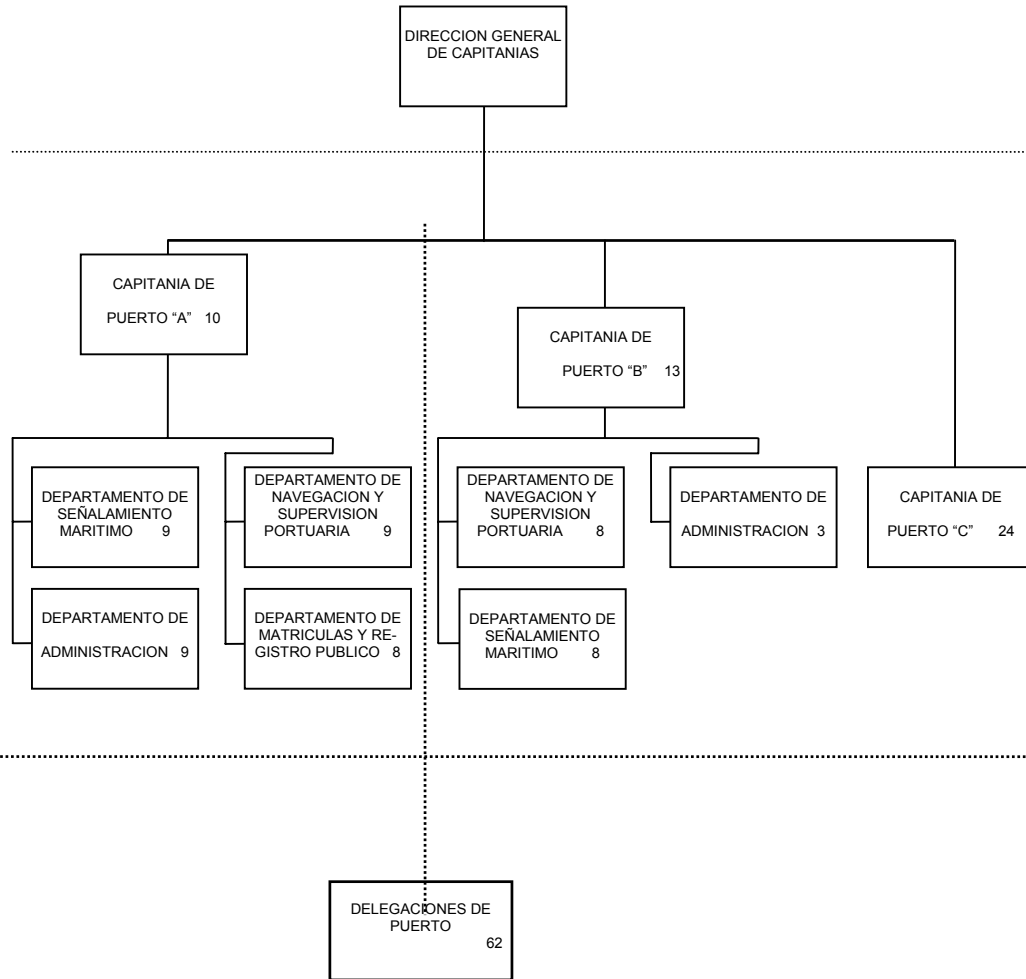 DIRECCION GENERAL
DE CAPITANIAS
CAPITANIA DE
PUERTO “A” 10
CAPITANIA DE
PUERTO “B” 13
DEPARTAMENTO DE
SEÑALAMIENTO
MARITIMO 9
DEPARTAMENTO DE
NAVEGACION Y
SUPERVISION
PORTUARIA 9
DEPARTAMENTO DE
NAVEGACION Y
SUPERVISION
PORTUARIA 8
DEPARTAMENTO DE
ADMINISTRACION 3
CAPITANIA DE
PUERTO “C” 24
DEPARTAMENTO DE
ADMINISTRACION 9
DEPARTAMENTO DE
MATRICULAS Y RE-
GISTRO PUBLICO 8
DEPARTAMENTO DE
SEÑALAMIENTO
MARITIMO 8
DELEGACIONES DE
PUERTO
62